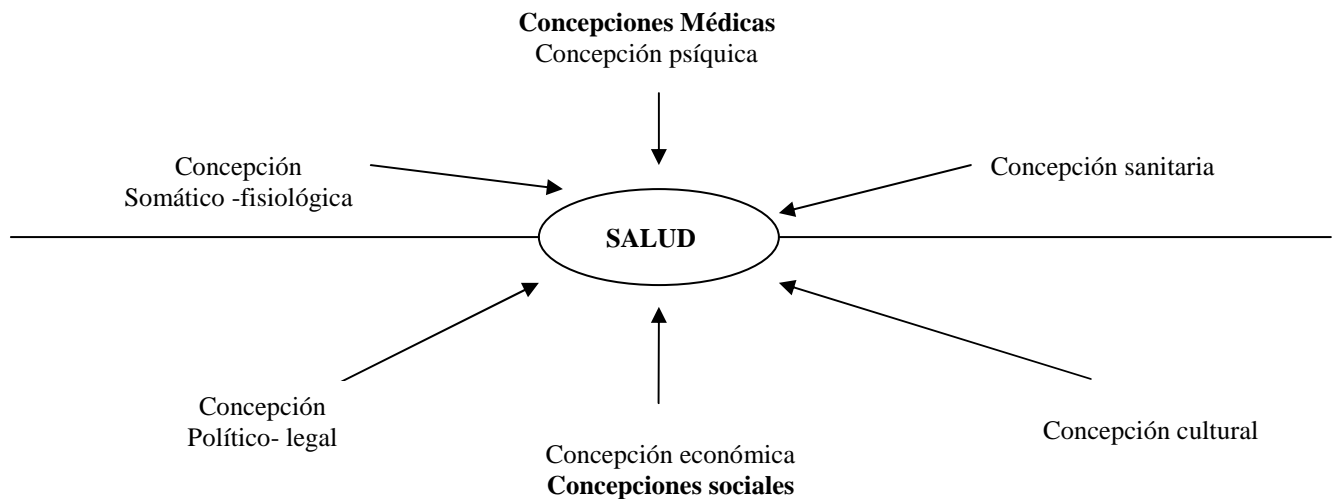 Concepciones Médicas
Concepción psíquica
Concepción
Somático -fisiológica
Concepción sanitaria
SALUD
Concepción
Político- legal
Concepción cultural
Concepción económica
Concepciones sociales